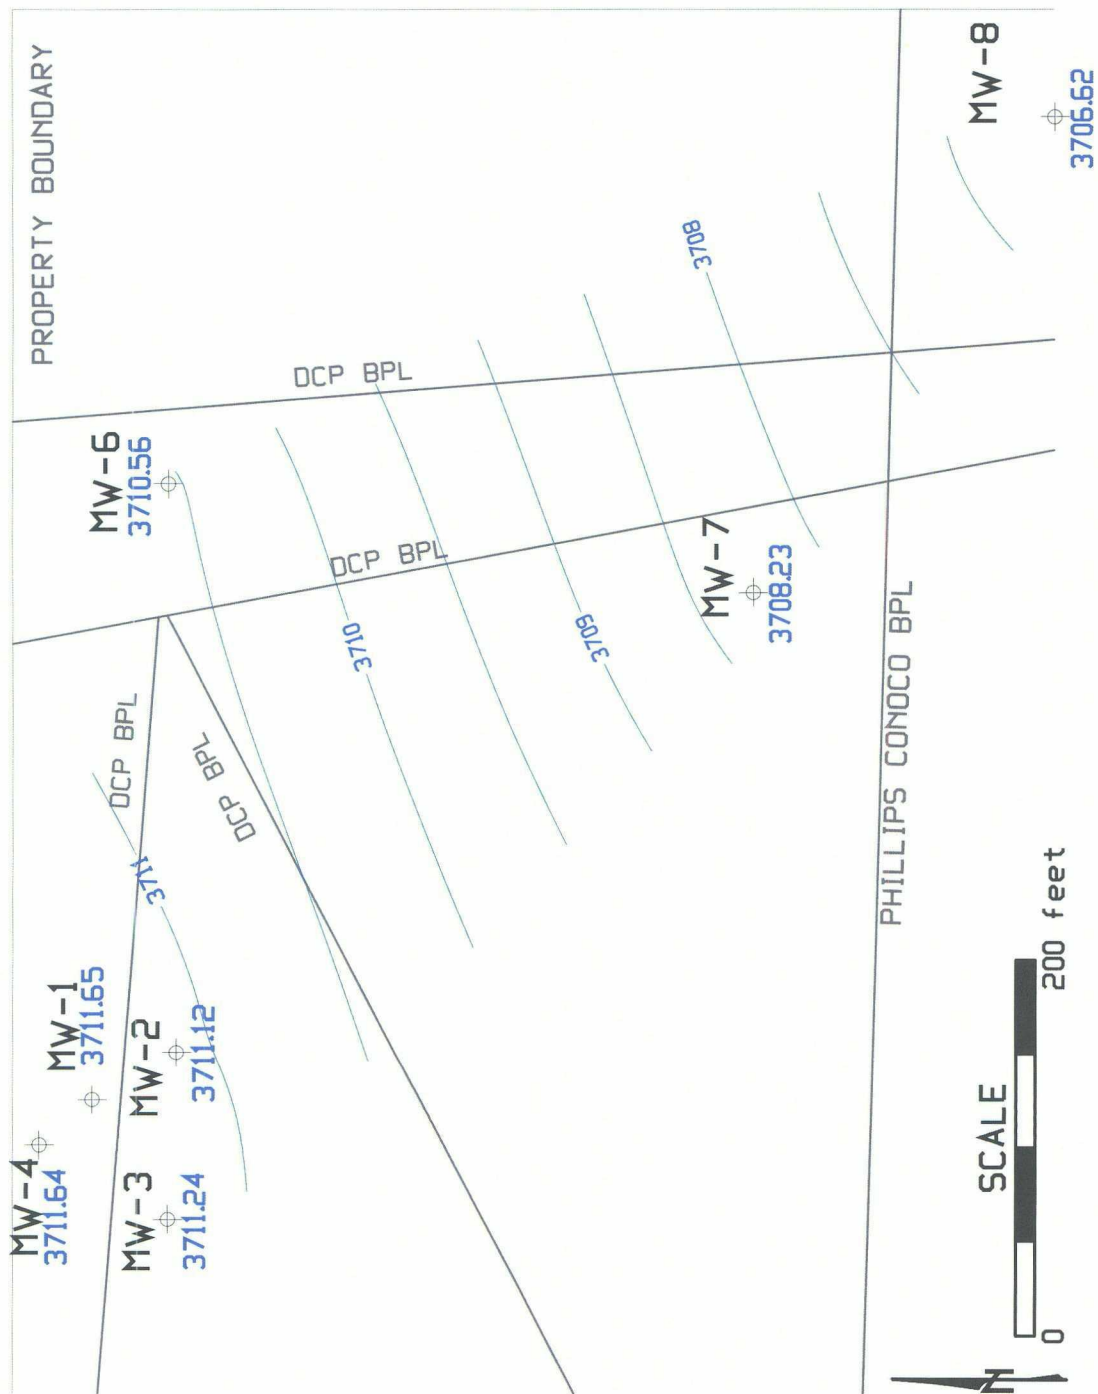 PROPERTY BOUNDARY
MW-8
3706.62
3708
DCP BPL
MW-6
3710.56
DCP BPL
MW-7
3708.23
3710
3709
DCP BPL
DCP BPL
3711
PHILLIPS CONOCO BPL
MW-1
3711.65
MW-2
3711.12
MW-4
3711.64
MW-3
3711.24
SCALE
0
200 feet
N